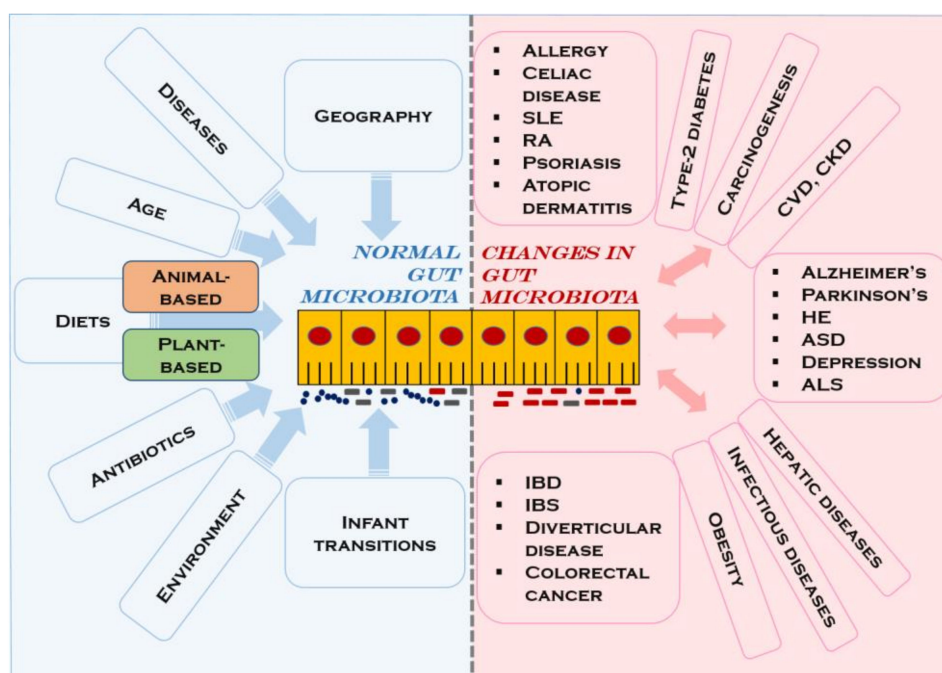 Diseases
Age
Diets
Animal-
based
Plant-
based
Antibiotics
Environment
Geography
Normal
Gut
Microbiota
Infant
transitions
▪ Allergy
▪ Celiac
disease
▪ SLE
▪ RA
▪ Psoriasis
▪ Atopic
dermatitis
Type-2 diabetes
Carcinogenesis
CVD, CKD
Changes in
Gut
Microbiota
▪ Alzheimer's
▪ Parkinson's
▪ HE
▪ ASD
▪ Depression
▪ ALS
▪ IBD
▪ IBS
▪ Diverticular
disease
▪ Colorectal
cancer
Obesity
Infectious diseases
Hepatic diseases